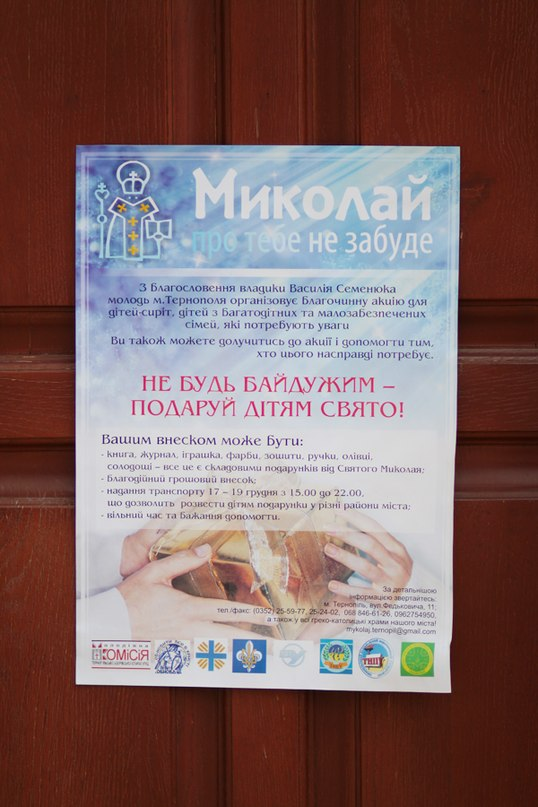 Миколай
про тебе не забуде
З Благословення владики Василія Семенюка
молодь м.Тернополя організовує Благочинну акцію для
дітей-сиріт, дітей з багатодітних та малозабезпечених
сімей, які потребують уваги
Ви також можете долучитись до акції і допомогти тим,
хто цього насправді потребує.
НЕ БУДЬ БАЙДУЖИМ –
ПОДАРУЙ ДІТЯМ СВЯТО!
Вашим внеском може бути:
- книга, журнал, іграшка, фарби, зошити, ручки, олівці,
солодощі – все це є складовими подарунків від Святого Миколая;
- благодійний грошовий внесок;
- надання транспорту 17 – 19 грудня з 15.00 до 22.00,
що дозволить розвести дітям подарунки у різні райони міста;
- вільний час та бажання допомогти.
За детальнішою
інформацією звертайтесь:
м. Тернопіль, вул.Федьковича, 11;
тел./факс: (0352) 25-59-77, 25-24-02, 068 846-61-26, 0962754950,
а також у всі греко-католицькі храми нашого міста!
mykolaj.ternopil@gmail.com
КОМІСІЯ